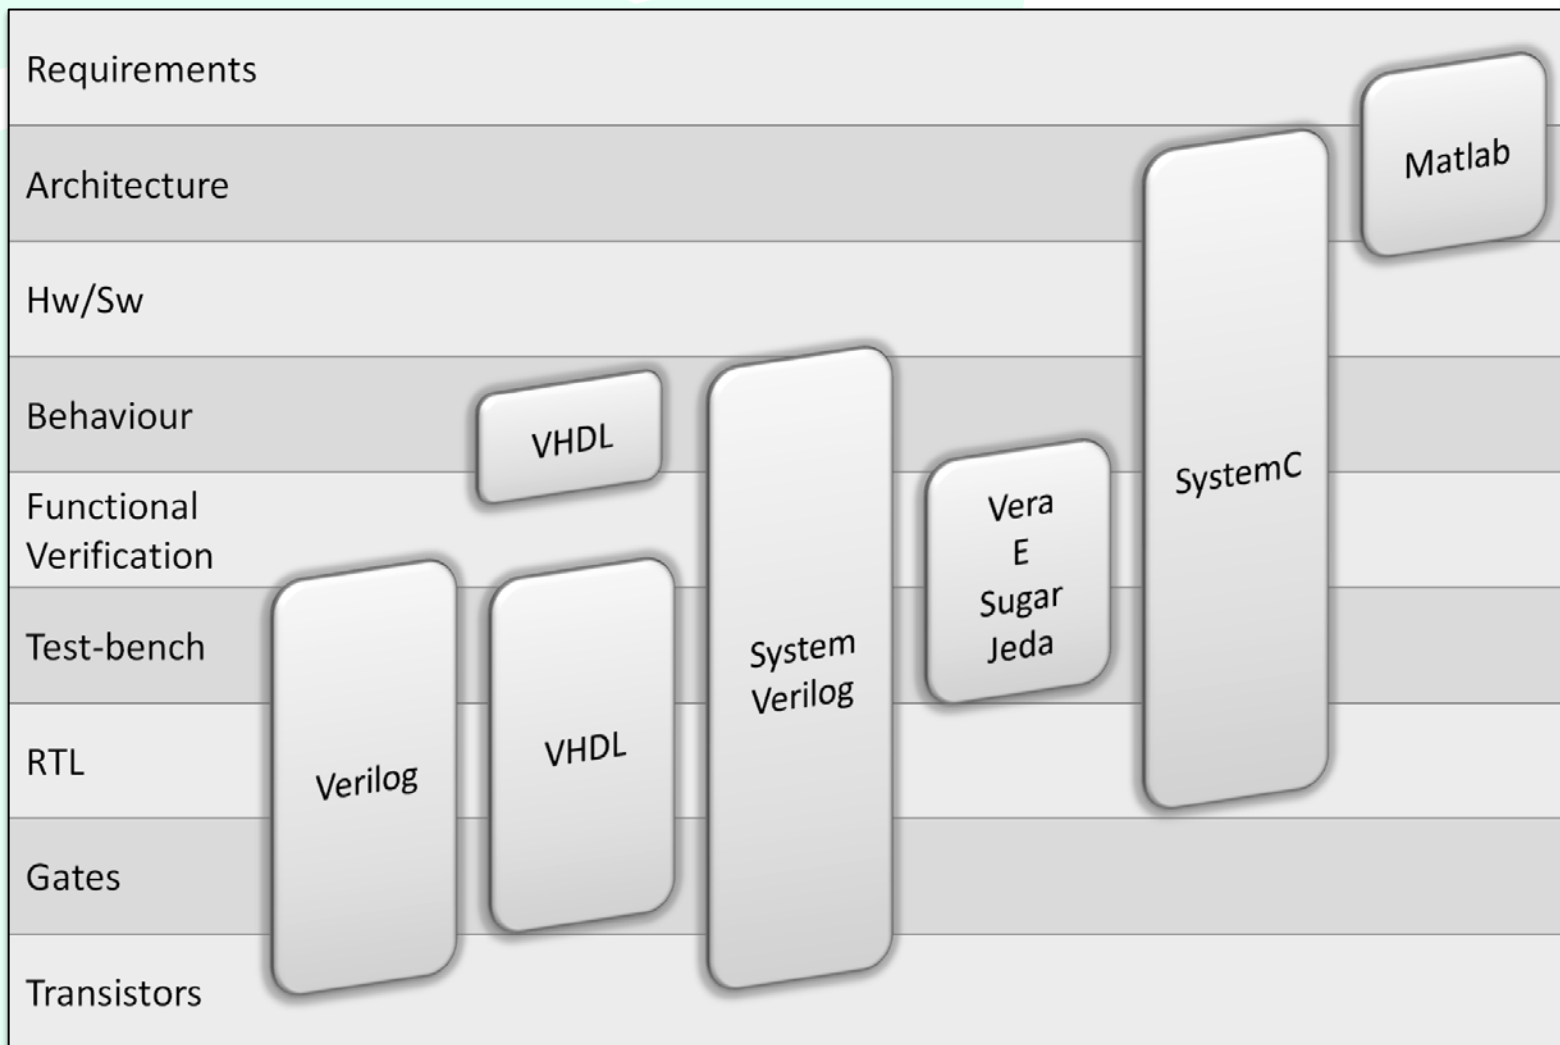 Requirements
Architecture
Hw/Sw
Behaviour
Functional
Verification
Test-bench
RTL
Gates
Transistors
Verilog
VHDL
VHDL
System
Verilog
Vera
E
Sugar
Jeda
SystemC
Matlab